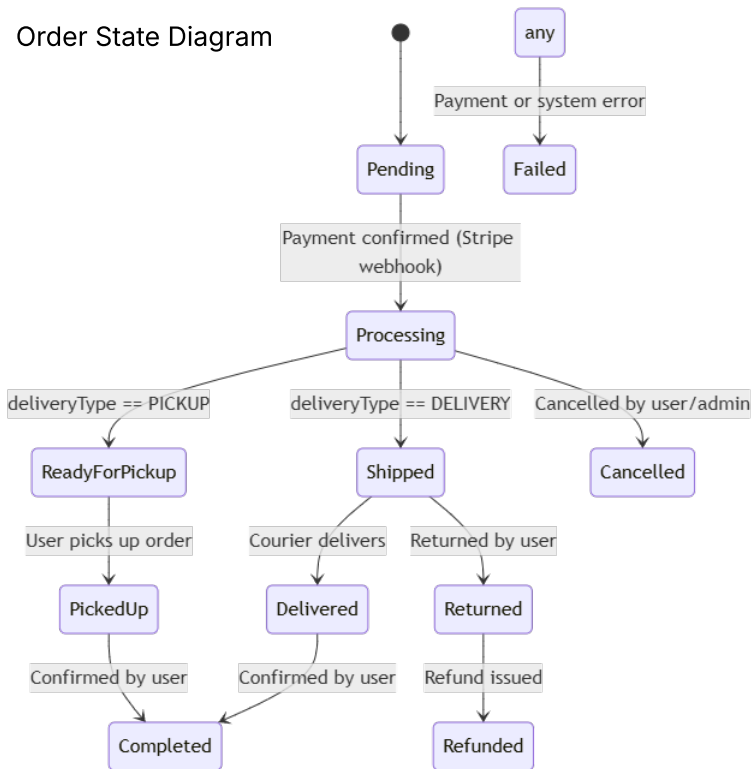 Order State Diagram
any
Payment or system error
Pending
Failed
Payment confirmed (Stripe
webhook)
Processing
deliveryType == PICKUP
deliveryType == DELIVERY
Cancelled by user/admin
ReadyForPickup
Shipped
Cancelled
User picks up order
Courier delivers
Returned by user
PickedUp
Delivered
Returned
Confirmed by user
Confirmed by user
Refund issued
Completed
Refunded